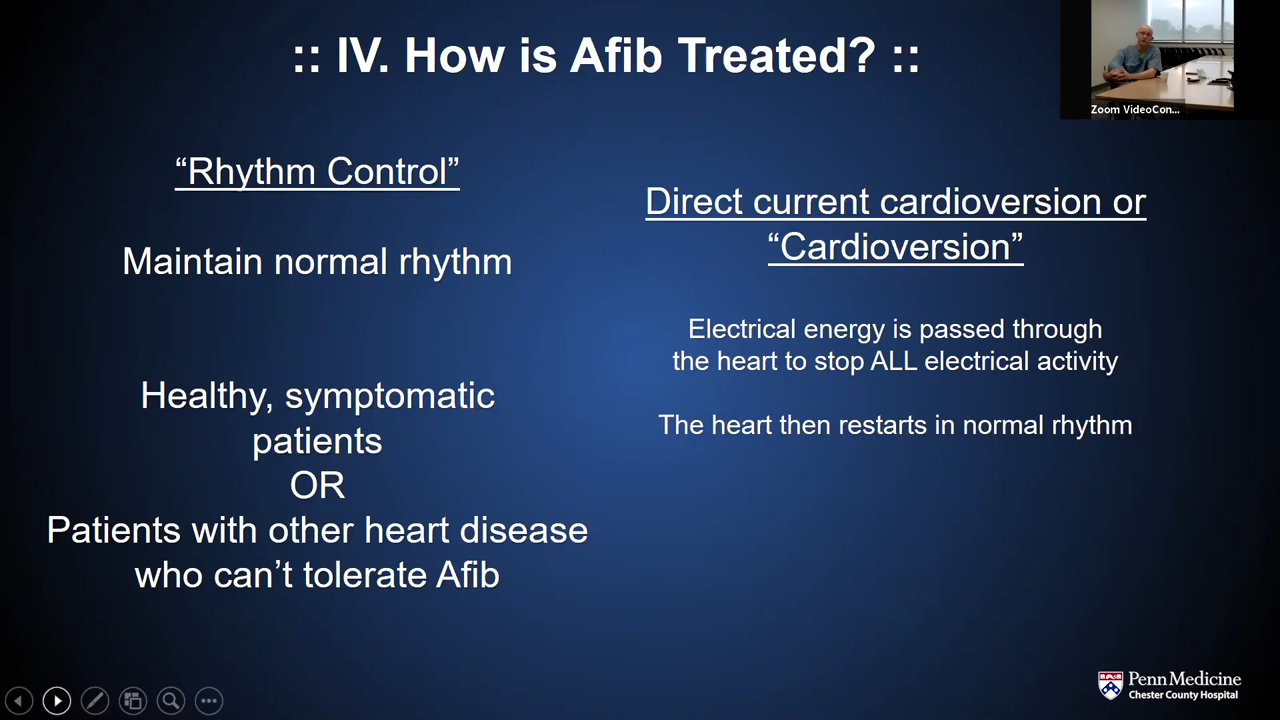 :: IV. How is Afib Treated? ::
Zoom VideoCon...
“Rhythm Control”
Maintain normal rhythm
Healthy, symptomatic
patients
OR
Patients with other heart disease
who can’t tolerate Afib
Direct current cardioversion or
“Cardioversion”
Electrical energy is passed through
the heart to stop ALL electrical activity
The heart then restarts in normal rhythm
Penn Medicine
Chester County Hospital